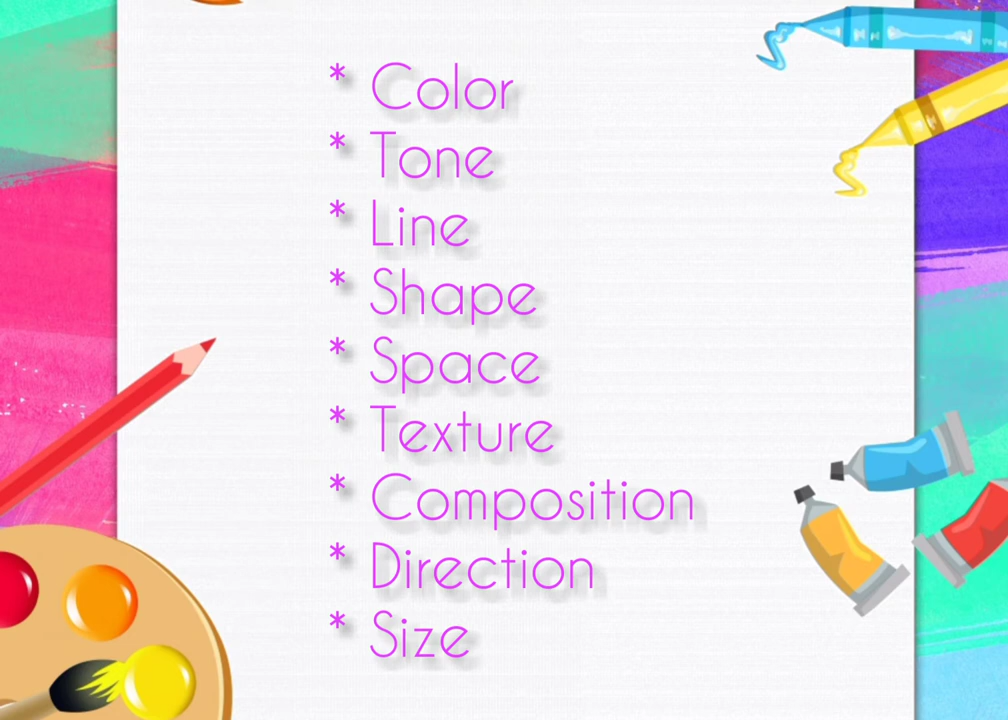 * Color
* Tone
* Line
* Shape
* Space
* Texture
* Composition
* Direction
* Size